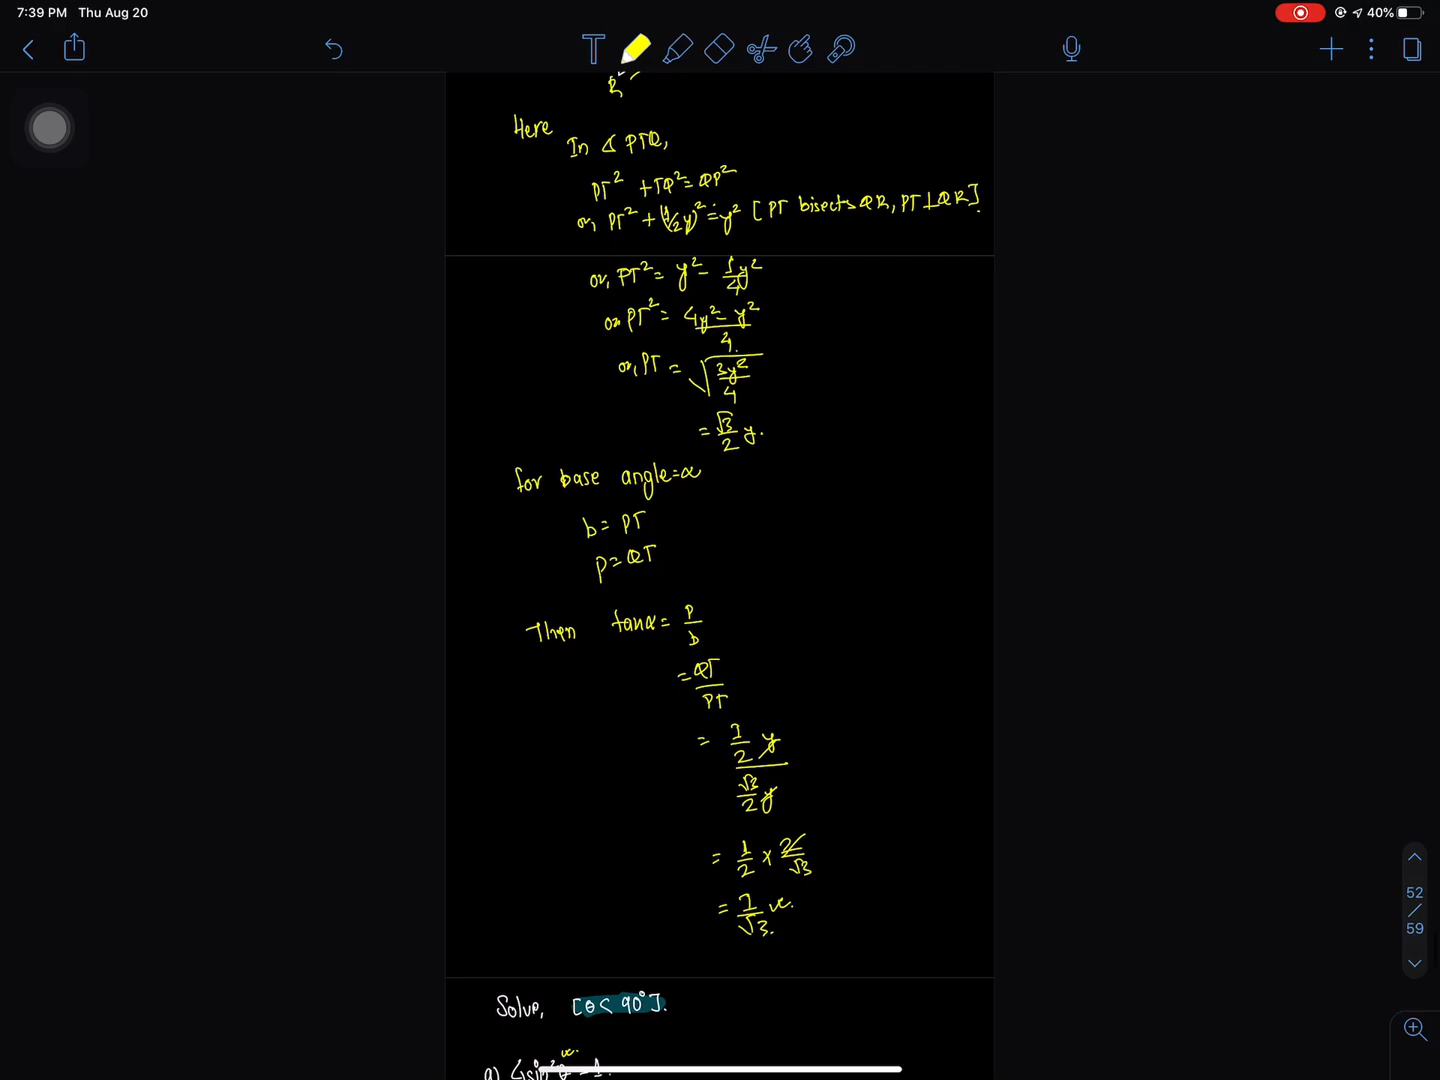 7:39 PM Thu Aug 20
40%
Here
In Δ PTQ,
PT² + TQ² = QP²
or, PT² + (1/2 y)² = y² [PT bisects QR, PT ⊥ QR].
or, PT² = y² - 1/4 y²
or PT² = (4y² - y²)/4.
or, PT = √(3y²/4)
= √3/2 y.
for base angle = α
b = PT
p = QT
Then tanα = p/b
= QT/PT
= (1/2 y)/(√3/2 y)
= 1/2 × 2/√3
= 1/√3.
Solve, [θ < 90°].
52
/
59